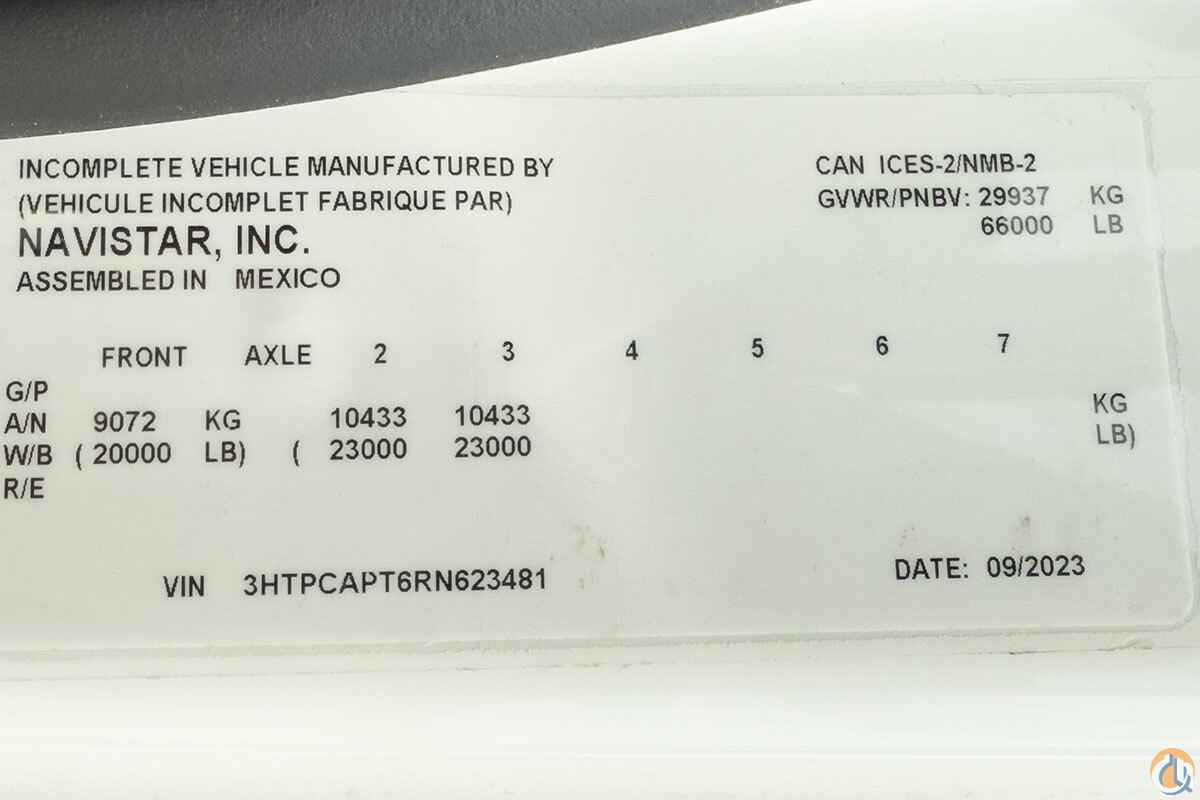 INCOMPLETE VEHICLE MANUFACTURED BY
(VEHICULE INCOMPLET FABRIQUE PAR)
NAVISTAR, INC.
ASSEMBLED IN MEXICO
CAN ICES-2/NMB-2
GVWR/PNBV: 29937 KG
66000 LB
FRONT AXLE 2 3 4 5 6 7
G/P
A/N 9072 KG 10433 10433 KG
W/B ( 20000 LB) ( 23000 23000 LB)
R/E
VIN 3HTPCAPT6RN623481
DATE: 09/2023